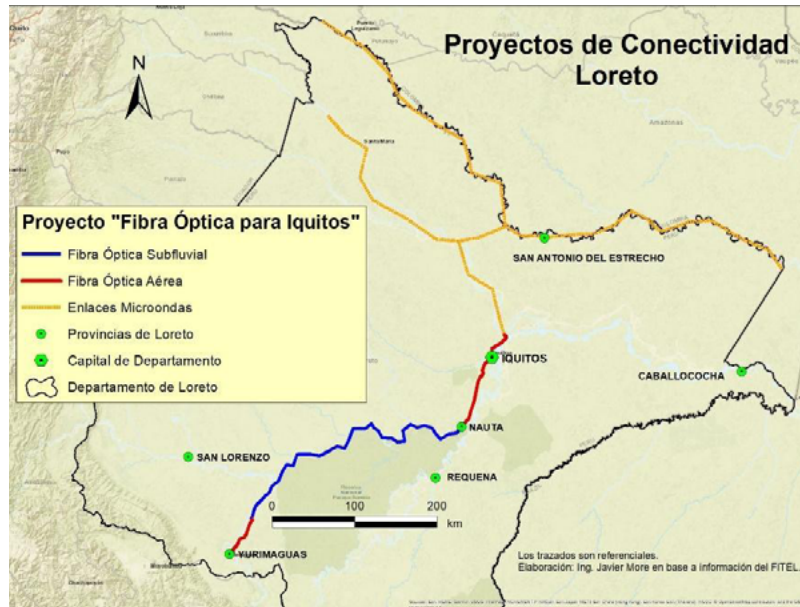 Proyectos de Conectividad
Loreto
N
Proyecto "Fibra Óptica para Iquitos"
Fibra Óptica Subfluvial
Fibra Óptica Aérea
Enlaces Microondas
Provincias de Loreto
Capital de Departamento
Departamento de Loreto
SAN ANTONIO DEL ESTRECHO
IQUITOS
CABALLOCOCHA
NAUTA
SAN LORENZO
REQUENA
0 100 200
km
YURIMAGUAS
Los trazados son referenciales.
Elaboración: Ing. Javier More en base a información del FITEL.